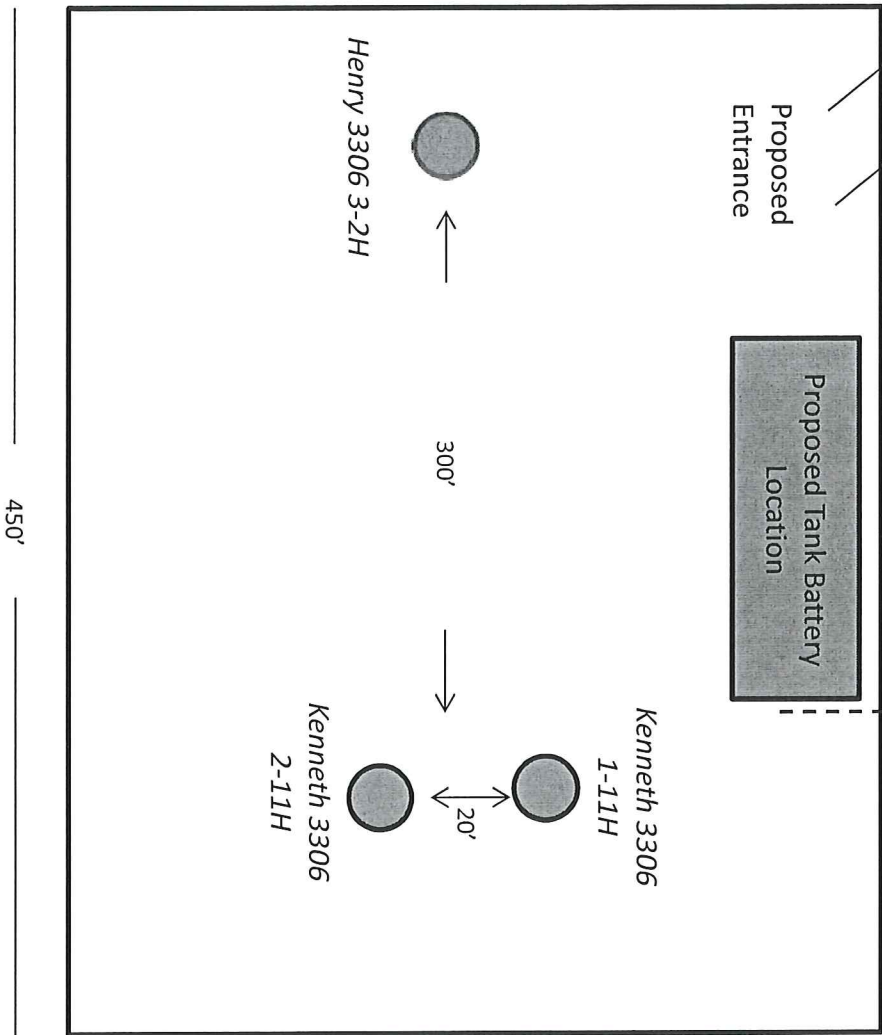 Proposed
Entrance
Proposed Tank Battery
Location
Kenneth 3306
1-11H
20'
300'
Henry 3306 3-2H
Kenneth 3306
2-11H
450'